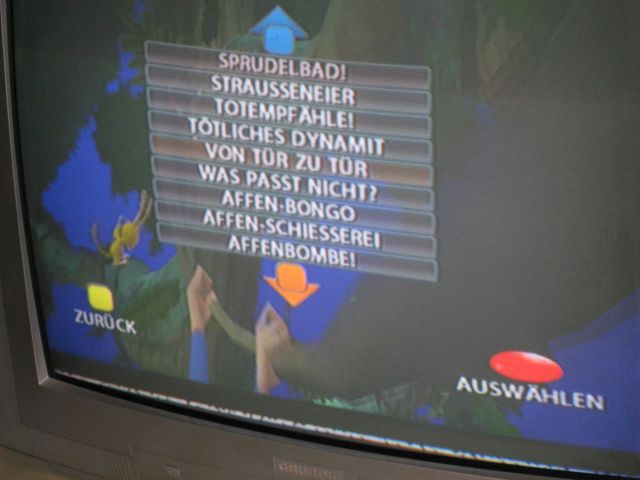 SPRUDELBAD!
STRAUSSENEIER
TOTEMPFÄHLE!
TÖTLICHES DYNAMIT
VON TÜR ZU TÜR
WAS PASST NICHT?
AFFEN-BONGO
AFFEN-SCHIESSEREI
AFFENBOMBE!
ZURÜCK
AUSWÄHLEN
GRUNDIG